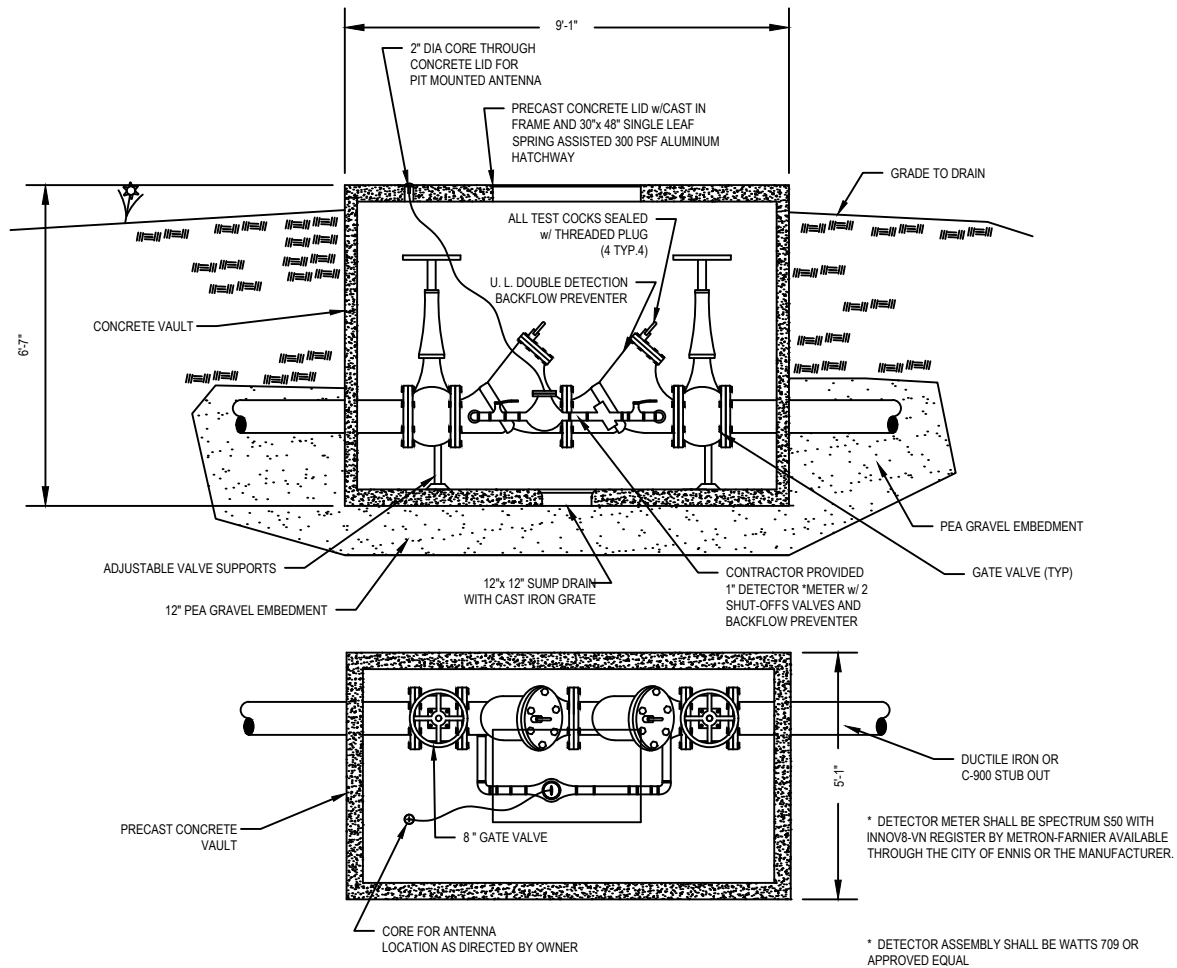 9'-1"
2" DIA CORE THROUGH
CONCRETE LID FOR
PIT MOUNTED ANTENNA
PRECAST CONCRETE LID w/CAST IN
FRAME AND 30"x 48" SINGLE LEAF
SPRING ASSISTED 300 PSF ALUMINUM
HATCHWAY
GRADE TO DRAIN
ALL TEST COCKS SEALED
w/ THREADED PLUG
(4 TYP.4)
U. L. DOUBLE DETECTION
BACKFLOW PREVENTER
CONCRETE VAULT
6'-7"
PEA GRAVEL EMBEDMENT
ADJUSTABLE VALVE SUPPORTS
12" PEA GRAVEL EMBEDMENT
12"x 12" SUMP DRAIN
WITH CAST IRON GRATE
CONTRACTOR PROVIDED
1" DETECTOR *METER w/ 2
SHUT-OFFS VALVES AND
BACKFLOW PREVENTER
GATE VALVE (TYP)
DUCTILE IRON OR
C-900 STUB OUT
5'-1"
PRECAST CONCRETE
VAULT
8 " GATE VALVE
* DETECTOR METER SHALL BE SPECTRUM S50 WITH
INNOV8-VN REGISTER BY METRON-FARNIER AVAILABLE
THROUGH THE CITY OF ENNIS OR THE MANUFACTURER.
CORE FOR ANTENNA
LOCATION AS DIRECTED BY OWNER
* DETECTOR ASSEMBLY SHALL BE WATTS 709 OR
APPROVED EQUAL